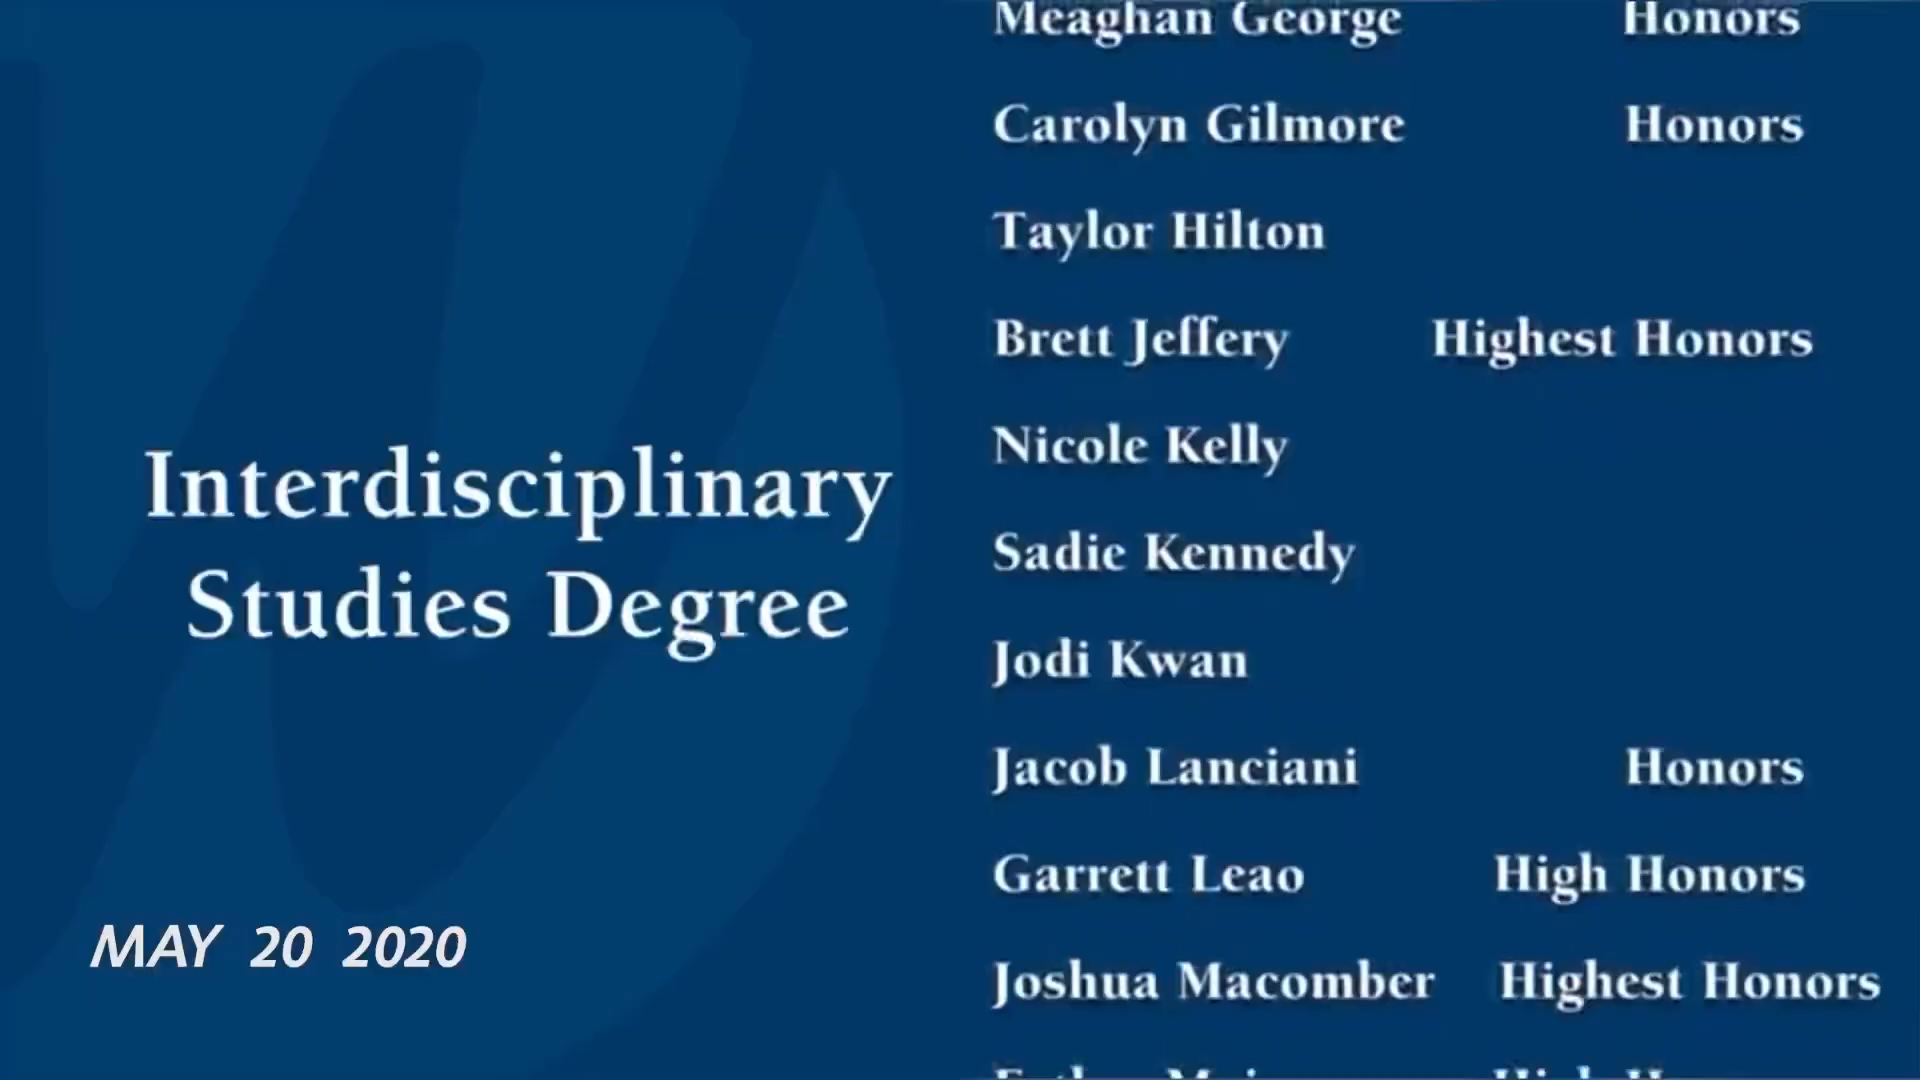 Meaghan George Honors
Carolyn Gilmore Honors
Taylor Hilton
Brett Jeffery Highest Honors
Nicole Kelly
Sadie Kennedy
Jodi Kwan
Jacob Lanciani Honors
Garrett Leao High Honors
Joshua Macomber Highest Honors
Interdisciplinary
Studies Degree
MAY 20 2020